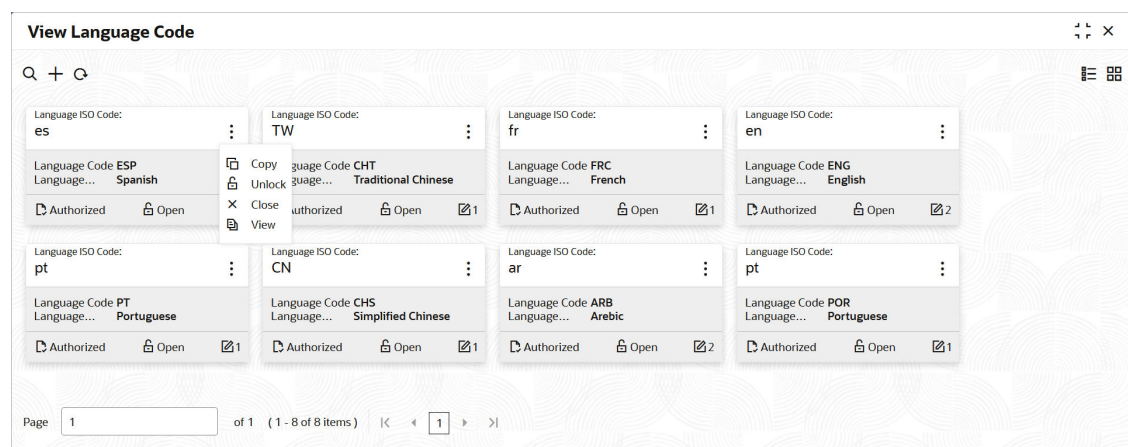 View Language Code
Language ISO Code:
es
Language ISO Code:
TW
Language ISO Code:
fr
Language ISO Code:
en
Language Code ESP
Language... Spanish
guage Code CHT
guage... Traditional Chinese
Language Code FRC
Language... French
Language Code ENG
Language... English
Copy
Unlock
Close
View
Authorized Open
uthorized Open 1
Authorized Open 1
Authorized Open 2
Language ISO Code:
pt
Language ISO Code:
CN
Language ISO Code:
ar
Language ISO Code:
pt
Language Code PT
Language... Portuguese
Language Code CHS
Language... Simplified Chinese
Language Code ARB
Language... Arebic
Language Code POR
Language... Portuguese
Authorized Open 1
Authorized Open 1
Authorized Open 2
Authorized Open 1
Page 1 of 1 (1 - 8 of 8 items) 1